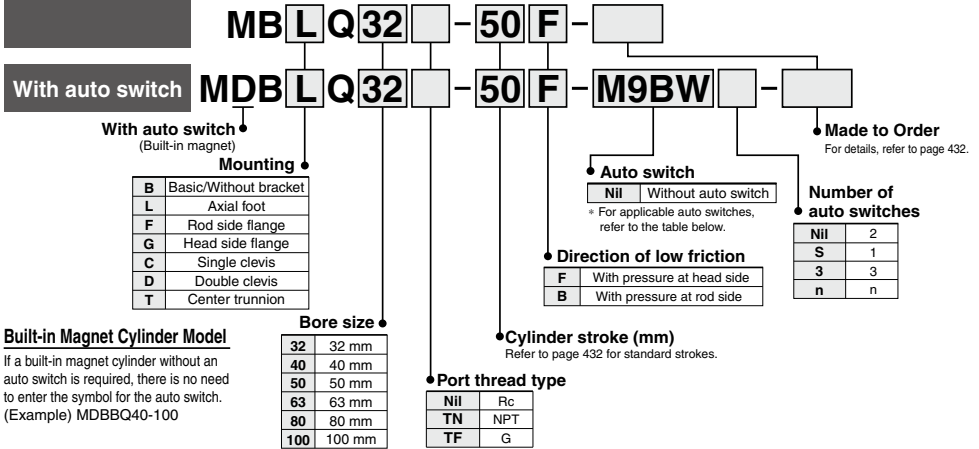 MB L Q 32 - 50 F -
With auto switch MDB L Q 32 - 50 F - M9BW -
With auto switch
(Built-in magnet)
Mounting
B Basic/Without bracket
L Axial foot
F Rod side flange
G Head side flange
C Single clevis
D Double clevis
T Center trunnion
Built-in Magnet Cylinder Model
If a built-in magnet cylinder without an
auto switch is required, there is no need
to enter the symbol for the auto switch.
(Example) MDBBQ40-100
Bore size
32 32 mm
40 40 mm
50 50 mm
63 63 mm
80 80 mm
100 100 mm
Port thread type
Nil Rc
TN NPT
TF G
Cylinder stroke (mm)
Refer to page 432 for standard strokes.
Direction of low friction
F With pressure at head side
B With pressure at rod side
Auto switch
Nil Without auto switch
* For applicable auto switches,
refer to the table below.
Number of
auto switches
Nil 2
S 1
3 3
n n
Made to Order
For details, refer to page 432.